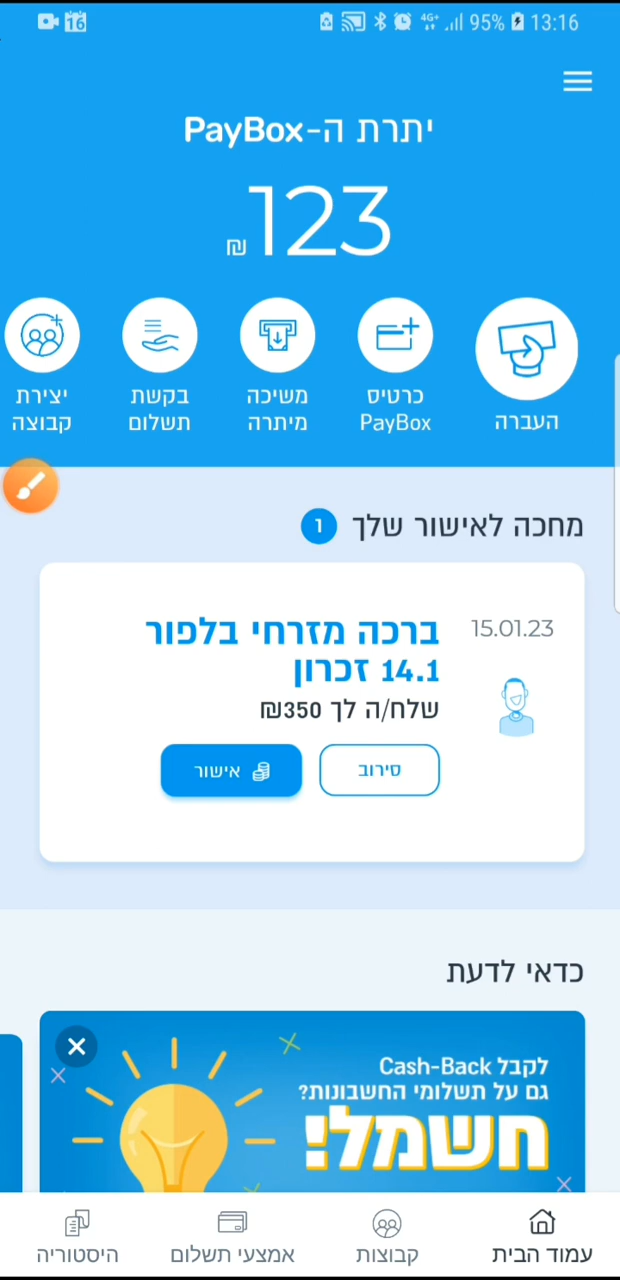 16 4G+ 95% 13:16
יתרת ה-PayBox
123 ₪
העברה
כרטיס
PayBox
משיכה
מיתרה
בקשת
תשלום
יצירת
קבוצה
מחכה לאישור שלך 1
15.01.23
ברכה מזרחי בלפור
14.1 זכרון
שלח/ה לך 350₪
סירוב
אישור
כדאי לדעת
לקבל Cash-Back
גם על תשלומי החשבונות?
חשמל!
עמוד הבית
קבוצות
אמצעי תשלום
היסטוריה